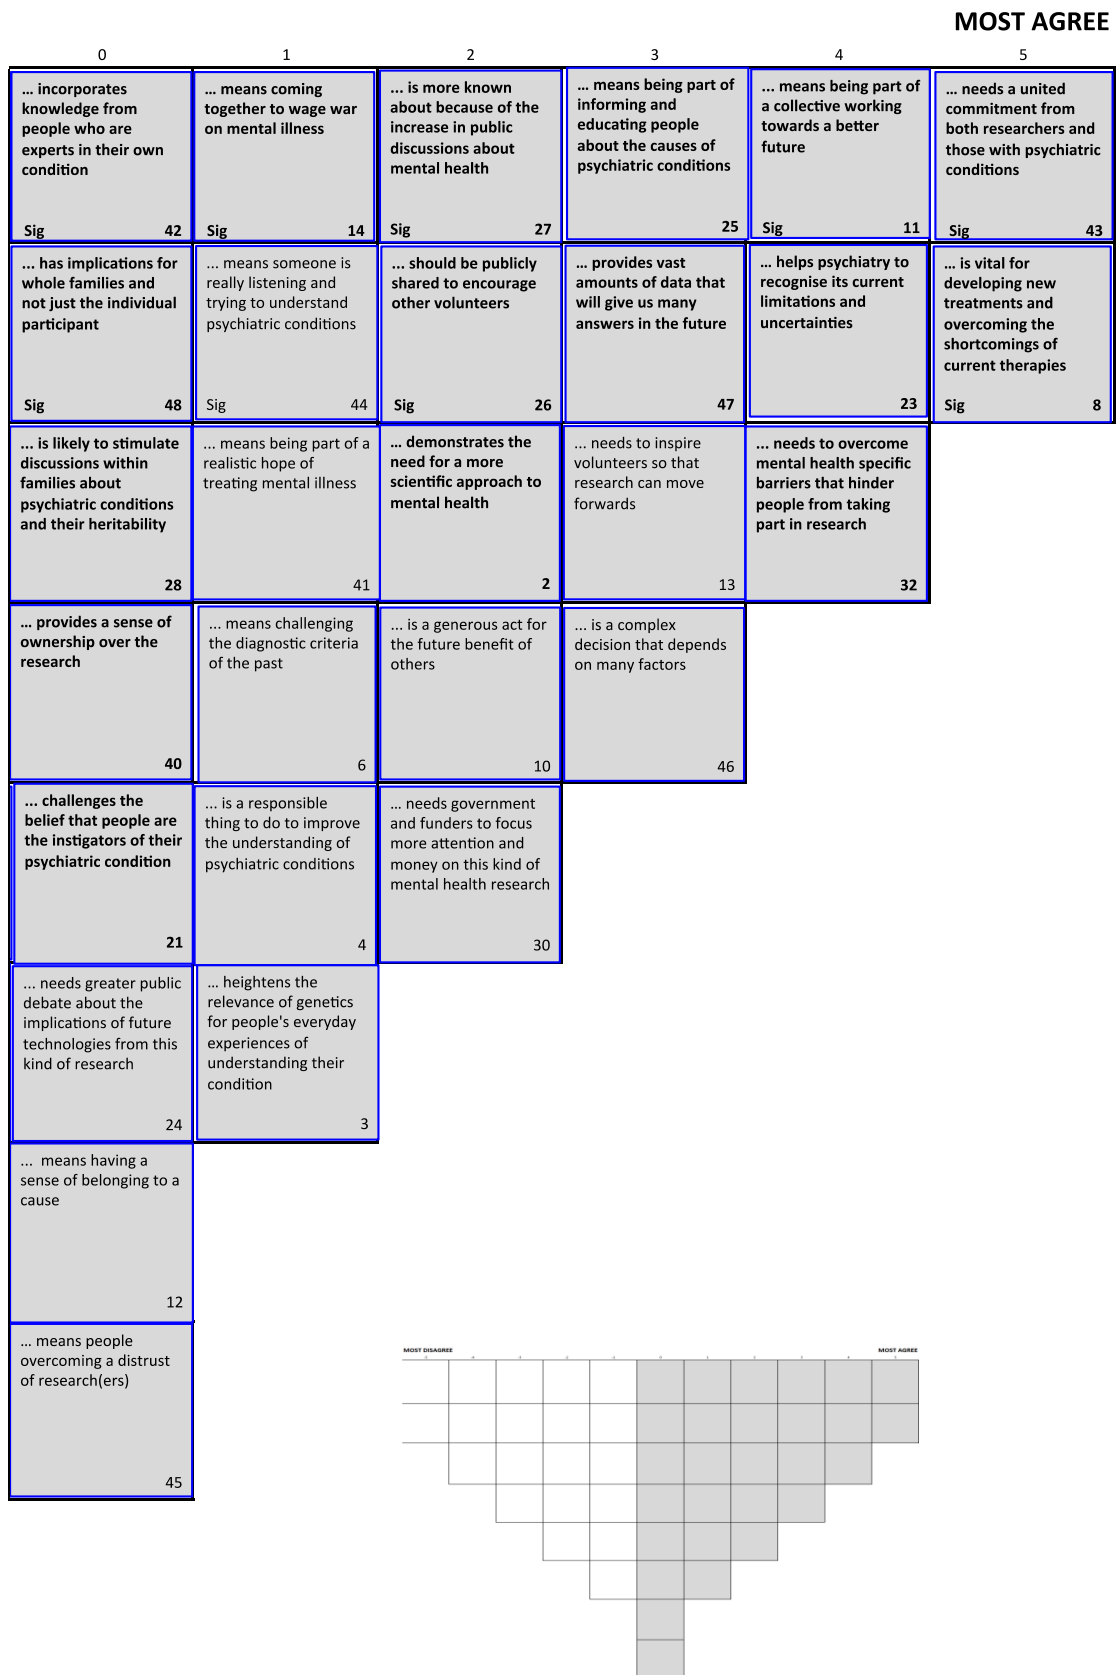 MOST AGREE
0 1 2 3 4 5
... incorporates
knowledge from
people who are
experts in their own
condition
Sig 42
... means coming
together to wage war
on mental illness
Sig 14
... is more known
about because of the
increase in public
discussions about
mental health
Sig 27
... means being part of
informing and
educating people
about the causes of
psychiatric conditions
25
... means being part of
a collective working
towards a better
future
Sig 11
... needs a united
commitment from
both researchers and
those with psychiatric
conditions
Sig 43
... has implications for
whole families and
not just the individual
participant
Sig 48
... means someone is
really listening and
trying to understand
psychiatric conditions
Sig 44
... should be publicly
shared to encourage
other volunteers
Sig 26
... provides vast
amounts of data that
will give us many
answers in the future
47
... helps psychiatry to
recognise its current
limitations and
uncertainties
23
... is vital for
developing new
treatments and
overcoming the
shortcomings of
current therapies
Sig 8
... is likely to stimulate
discussions within
families about
psychiatric conditions
and their heritability
28
... means being part of a
realistic hope of
treating mental illness
41
... demonstrates the
need for a more
scientific approach to
mental health
2
... needs to inspire
volunteers so that
research can move
forwards
13
... needs to overcome
mental health specific
barriers that hinder
people from taking
part in research
32
... provides a sense of
ownership over the
research
40
... means challenging
the diagnostic criteria
of the past
6
... is a generous act for
the future benefit of
others
10
... is a complex
decision that depends
on many factors
46
... challenges the
belief that people are
the instigators of their
psychiatric condition
21
... is a responsible
thing to do to improve
the understanding of
psychiatric conditions
4
... needs government
and funders to focus
more attention and
money on this kind of
mental health research
30
... needs greater public
debate about the
implications of future
technologies from this
kind of research
24
... heightens the
relevance of genetics
for people's everyday
experiences of
understanding their
condition
3
... means having a
sense of belonging to a
cause
12
... means people
overcoming a distrust
of research(ers)
45
MOST DISAGREE MOST AGREE